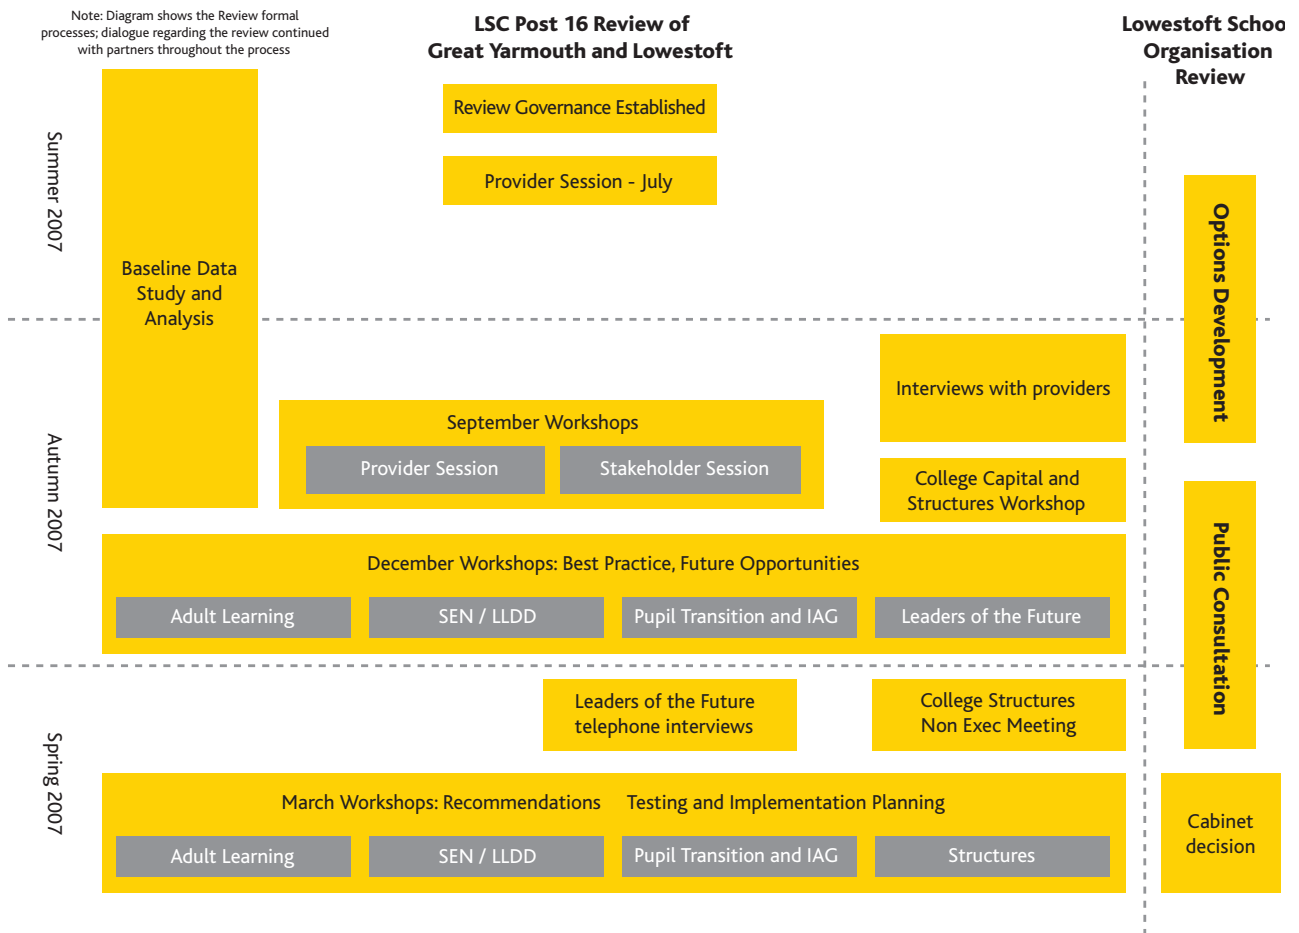 Note: Diagram shows the Review formal
processes; dialogue regarding the review continued
with partners throughout the process
LSC Post 16 Review of
Great Yarmouth and Lowestoft
Lowestoft Schoo
Organisation
Review
Summer 2007
Review Governance Established
Provider Session - July
Baseline Data
Study and
Analysis
Options Development
Autumn 2007
Interviews with providers
September Workshops
Provider Session
Stakeholder Session
College Capital and
Structures Workshop
December Workshops: Best Practice, Future Opportunities
Adult Learning
SEN / LLDD
Pupil Transition and IAG
Leaders of the Future
Public Consultation
Spring 2007
Leaders of the Future
telephone interviews
College Structures
Non Exec Meeting
March Workshops: Recommendations Testing and Implementation Planning
Adult Learning
SEN / LLDD
Pupil Transition and IAG
Structures
Cabinet
decision